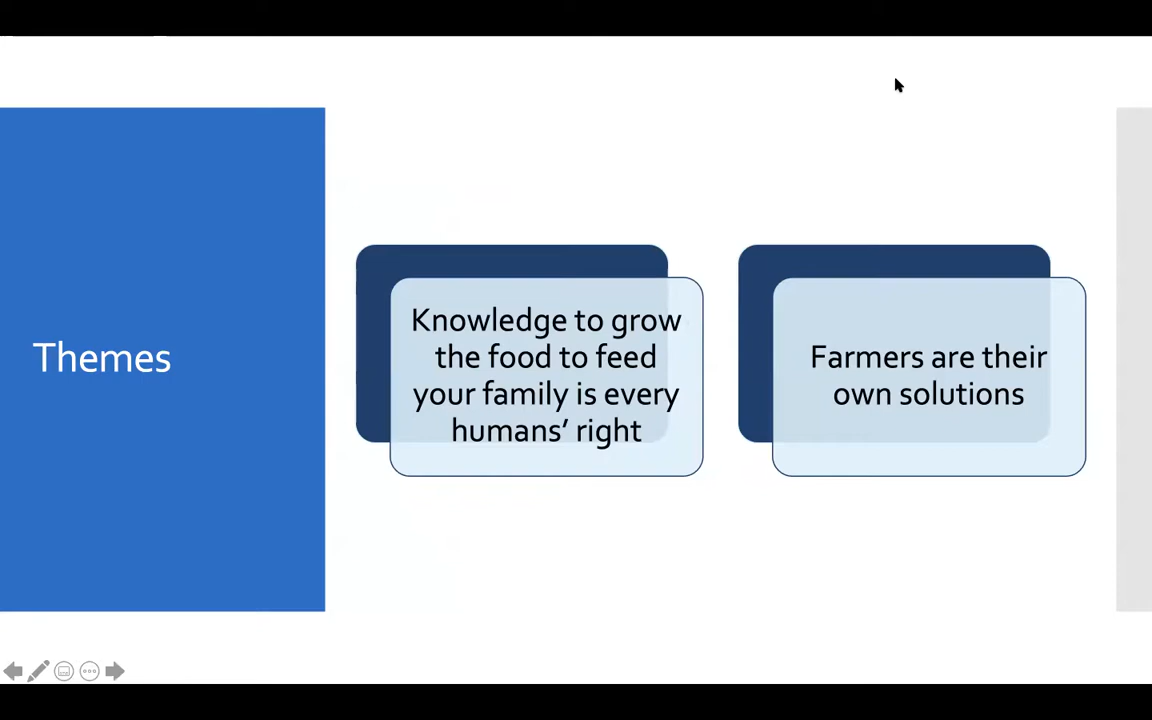 Themes
Knowledge to grow
the food to feed
your family is every
humans’ right
Farmers are their
own solutions